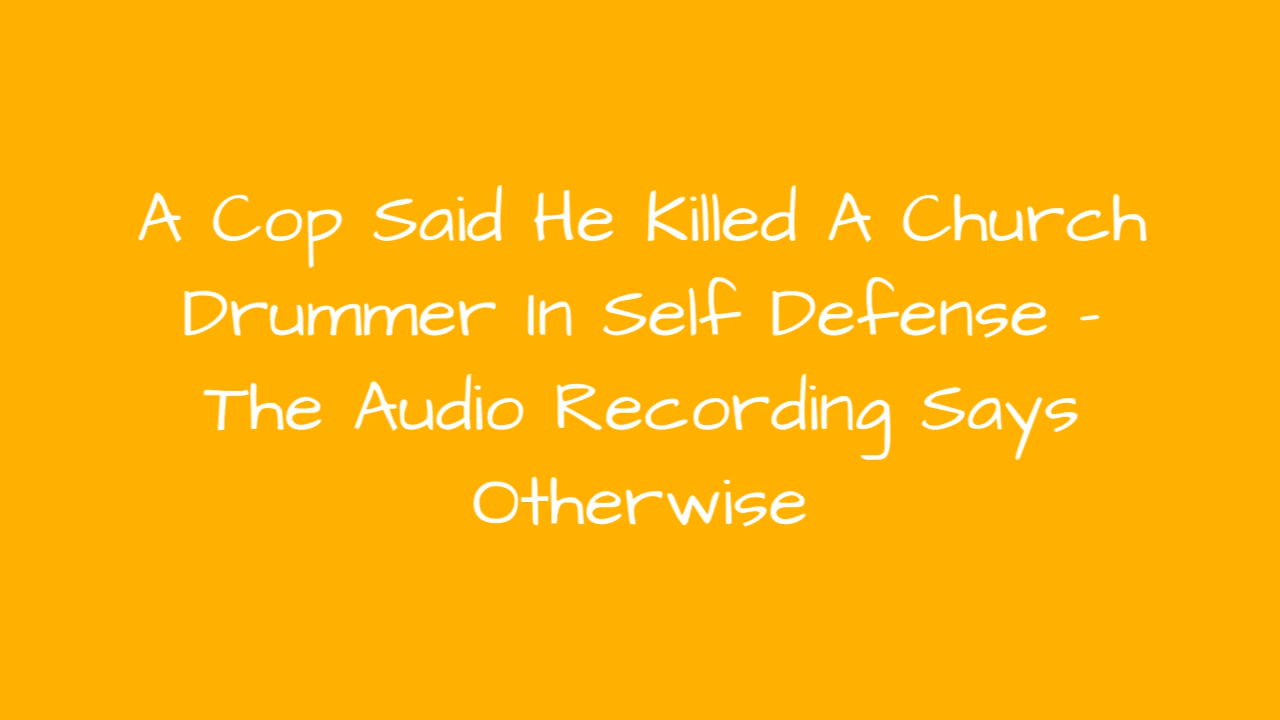 A Cop Said He Killed A Church
Drummer In Self Defense -
The Audio Recording Says
Otherwise